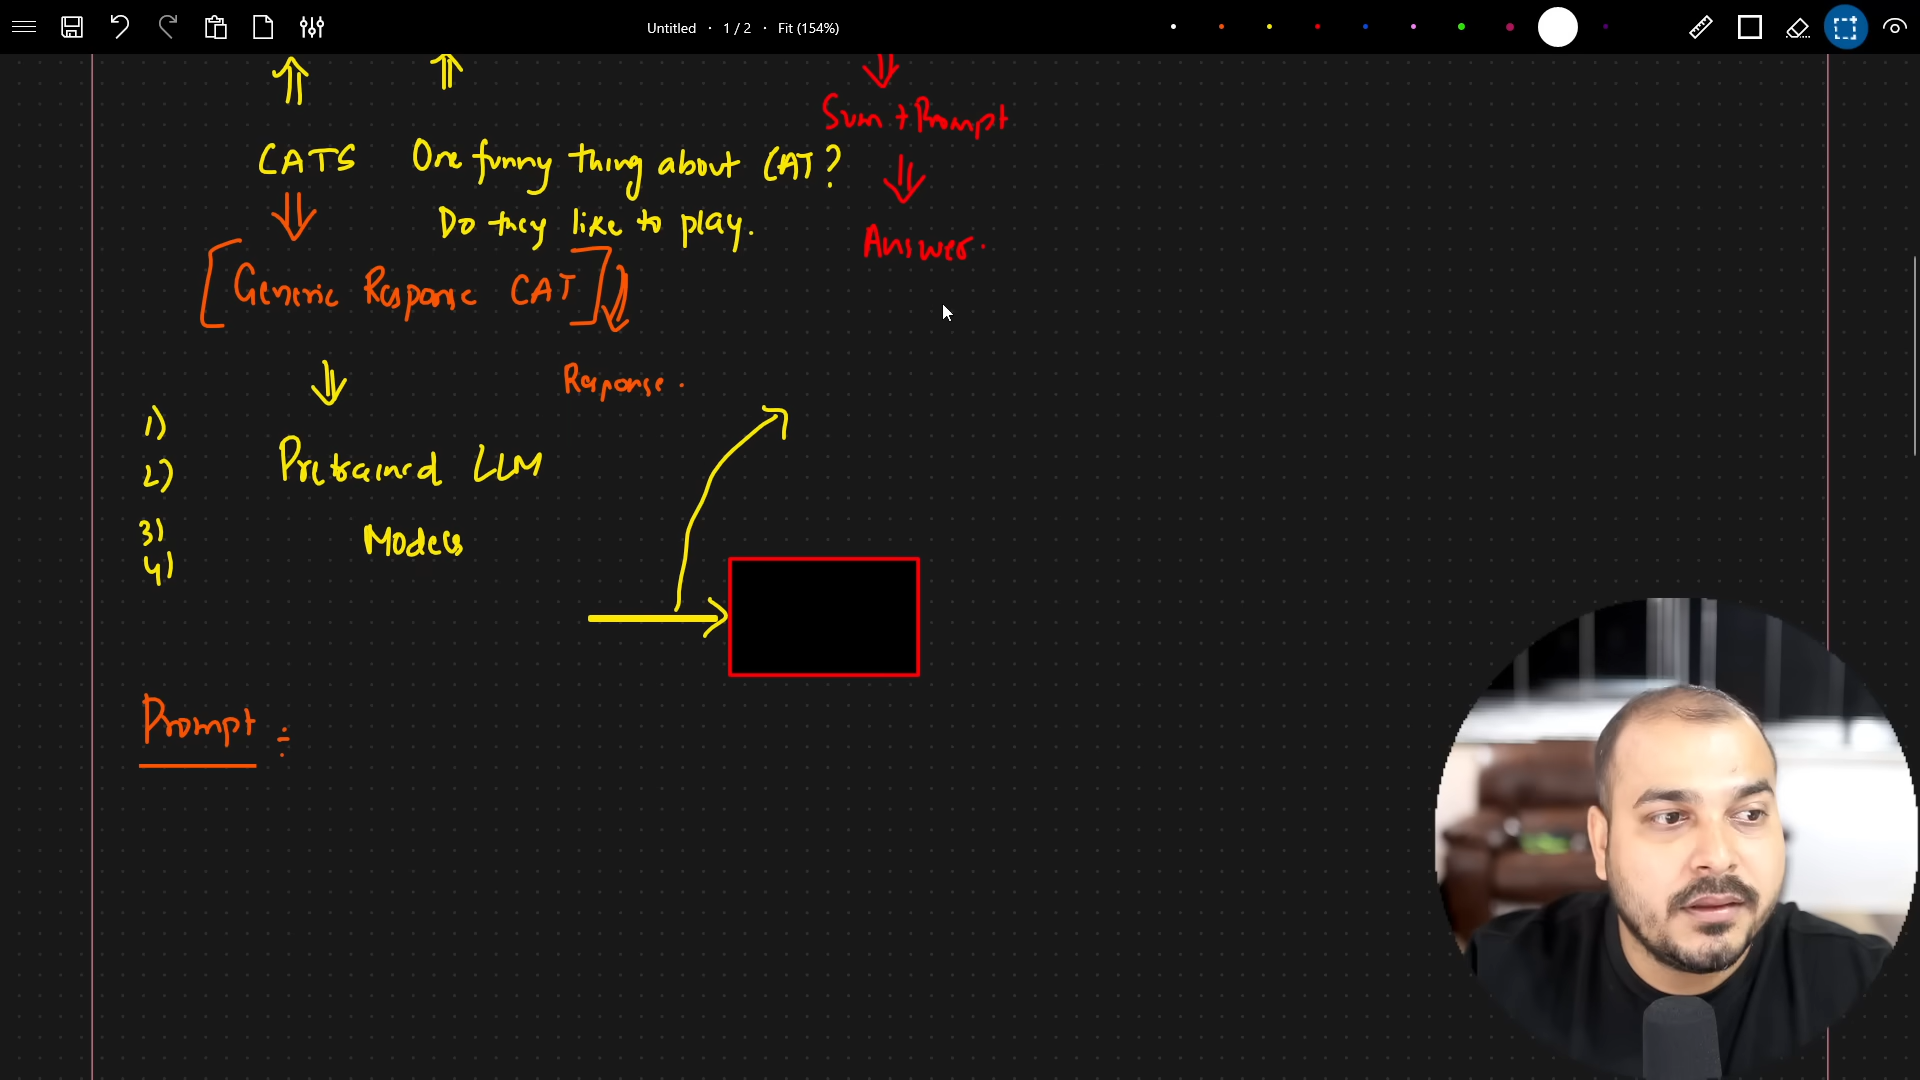 Untitled · 1 / 2 · Fit (154%)
Sum + Prompt
CATS One funny thing about CAT?
Do they like to play.
Answer.
[Generic Response CAT]
Response.
1)
2) Pretrained LLM
3) Models
4)
Prompt :